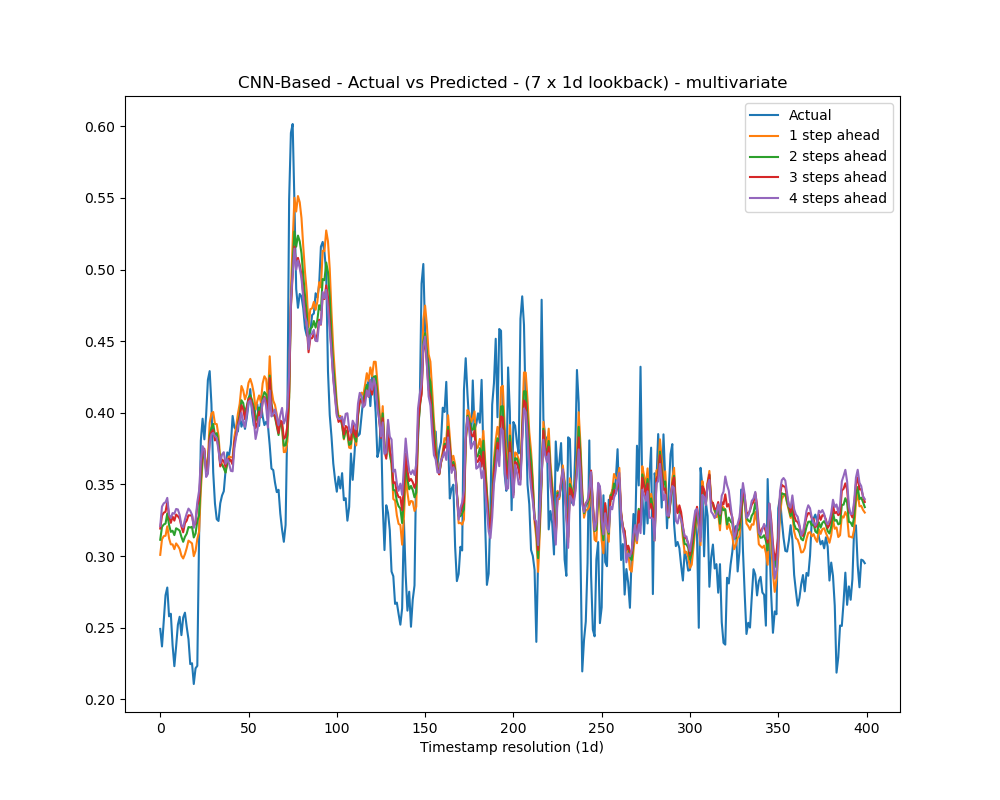 CNN-Based - Actual vs Predicted - (7 x 1d lookback) - multivariate
Actual
1 step ahead
2 steps ahead
3 steps ahead
4 steps ahead
0.60
0.55
0.50
0.45
0.40
0.35
0.30
0.25
0.20
0 50 100 150 200 250 300 350 400
Timestamp resolution (1d)